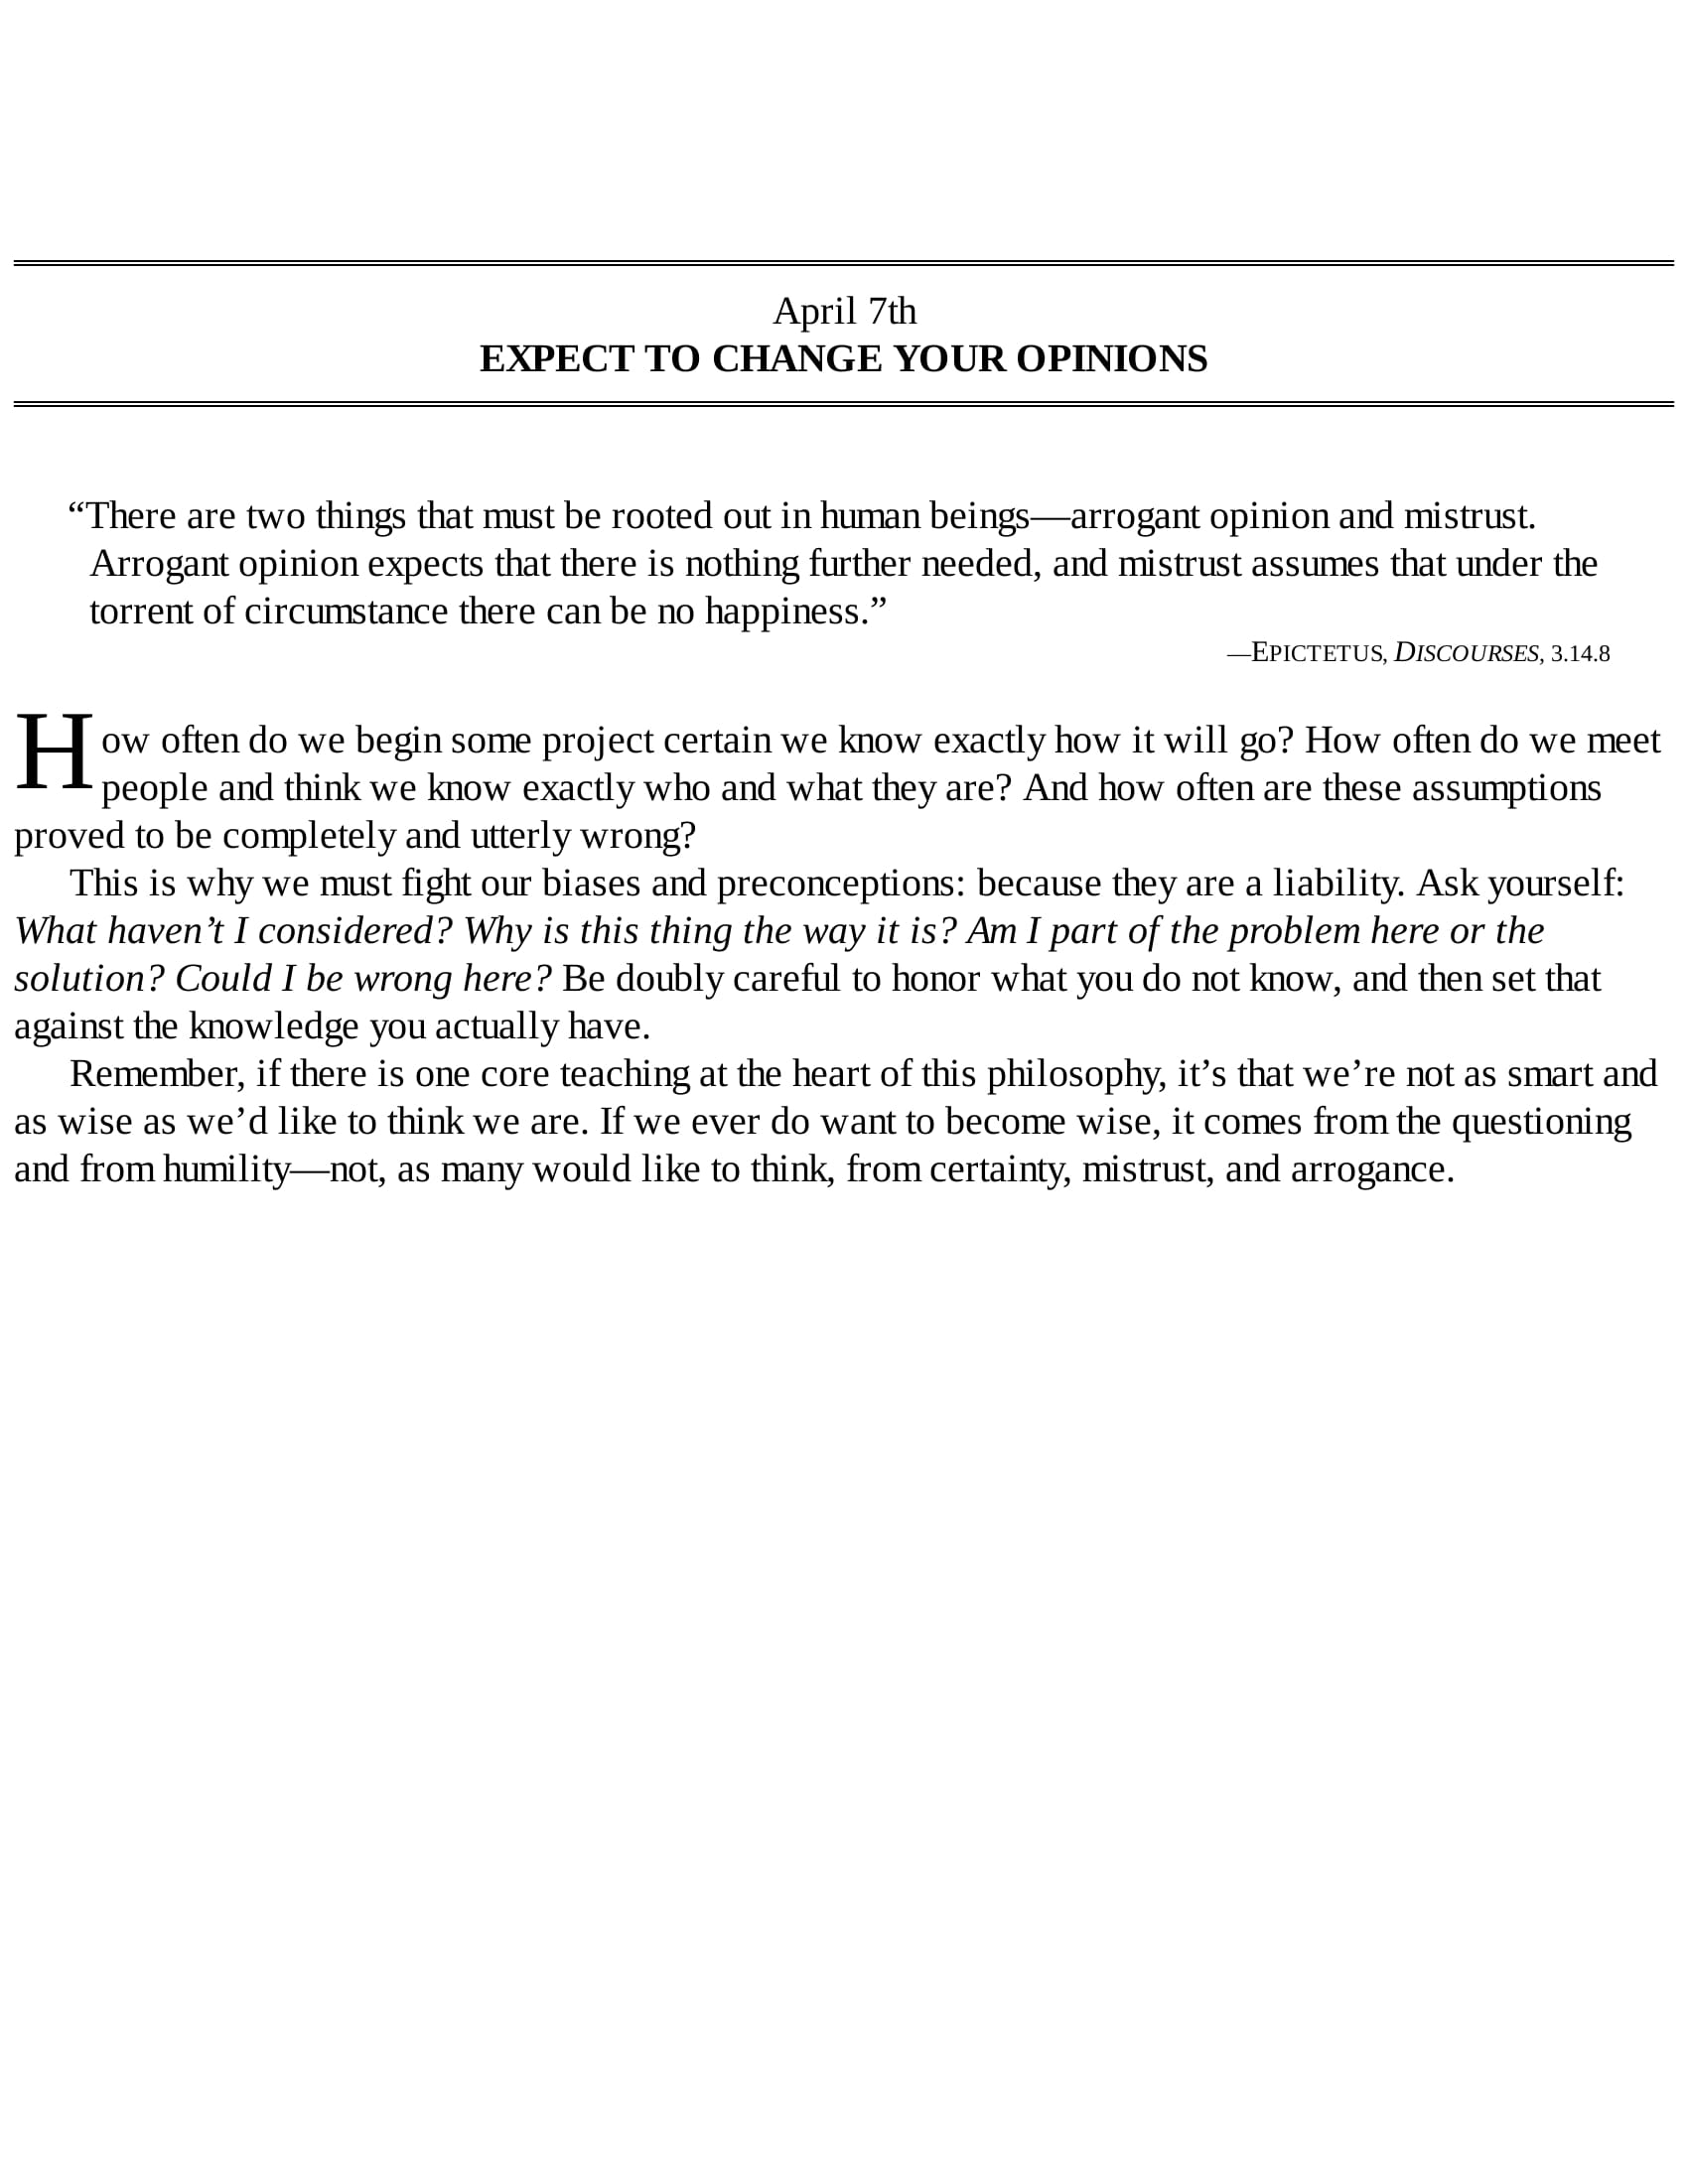 April 7th
EXPECT TO CHANGE YOUR OPINIONS
“There are two things that must be rooted out in human beings—arrogant opinion and mistrust.
Arrogant opinion expects that there is nothing further needed, and mistrust assumes that under the
torrent of circumstance there can be no happiness.”
—EPICTETUS, DISCOURSES, 3.14.8
How often do we begin some project certain we know exactly how it will go? How often do we meet
people and think we know exactly who and what they are? And how often are these assumptions
proved to be completely and utterly wrong?
This is why we must fight our biases and preconceptions: because they are a liability. Ask yourself:
What haven’t I considered? Why is this thing the way it is? Am I part of the problem here or the
solution? Could I be wrong here? Be doubly careful to honor what you do not know, and then set that
against the knowledge you actually have.
Remember, if there is one core teaching at the heart of this philosophy, it’s that we’re not as smart and
as wise as we’d like to think we are. If we ever do want to become wise, it comes from the questioning
and from humility—not, as many would like to think, from certainty, mistrust, and arrogance.